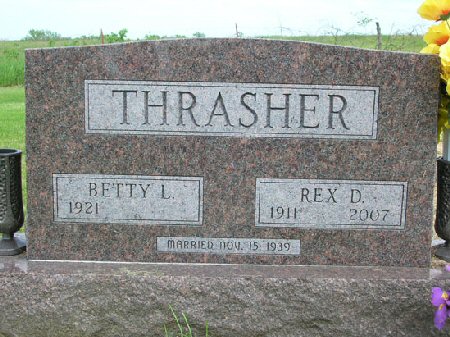 THRASHER
BETTY L.
1921
REX D.
1911 2007
MARRIED NOV. 15 1939